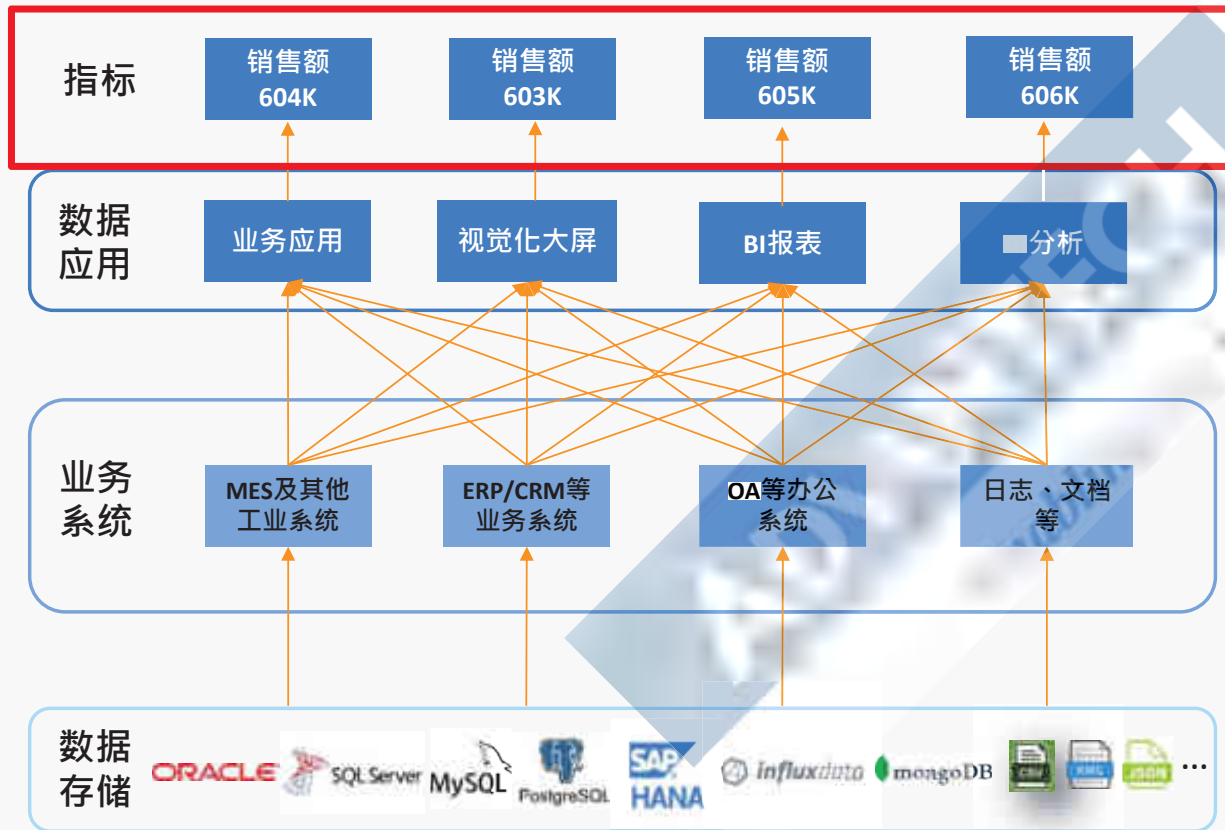 指标
销售额
604K
销售额
603K
销售额
605K
销售额
606K
数据
应用
业务应用
视觉化大屏
BI报表
分析
业务
系统
MES及其他
工业系统
ERP/CRM等
业务系统
OA等办公
系统
日志、文档
等
数据
存储
ORACLE
SQL Server
MySQL
PostgreSQL
SAP
HANA
influxdata
mongoDB
JSON
...